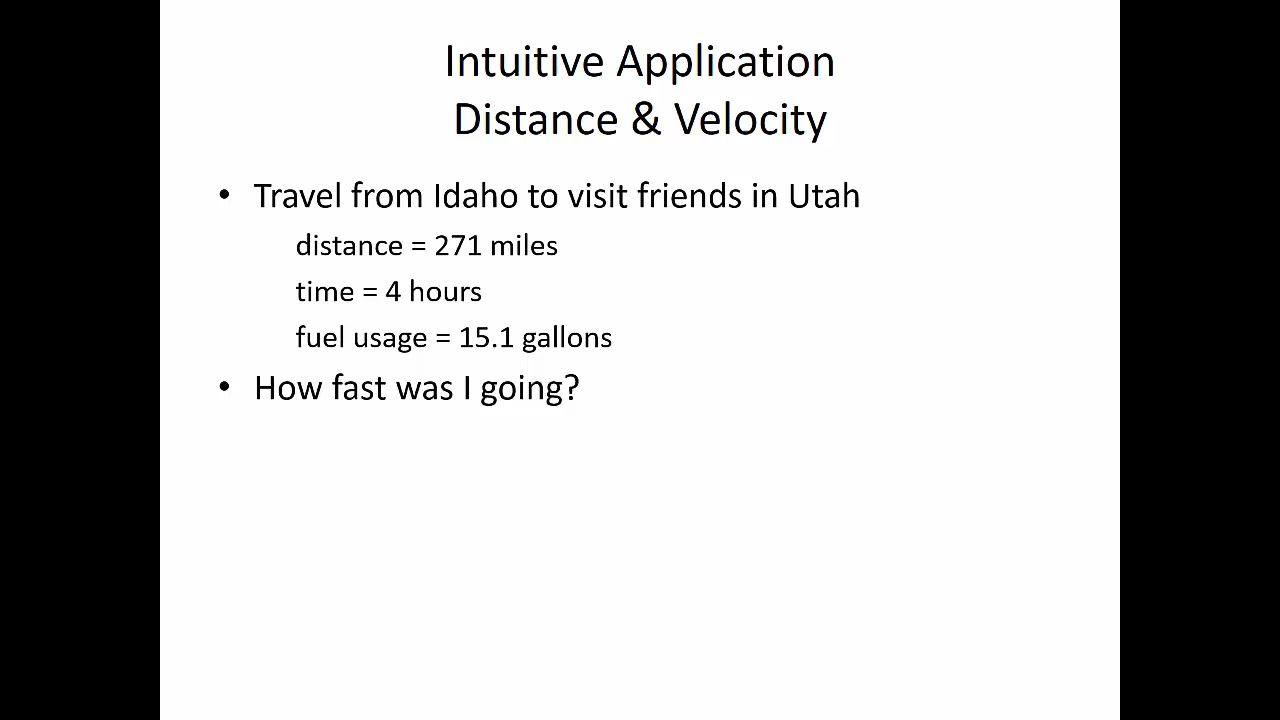 Intuitive Application
Distance & Velocity
• Travel from Idaho to visit friends in Utah
distance = 271 miles
time = 4 hours
fuel usage = 15.1 gallons
• How fast was I going?